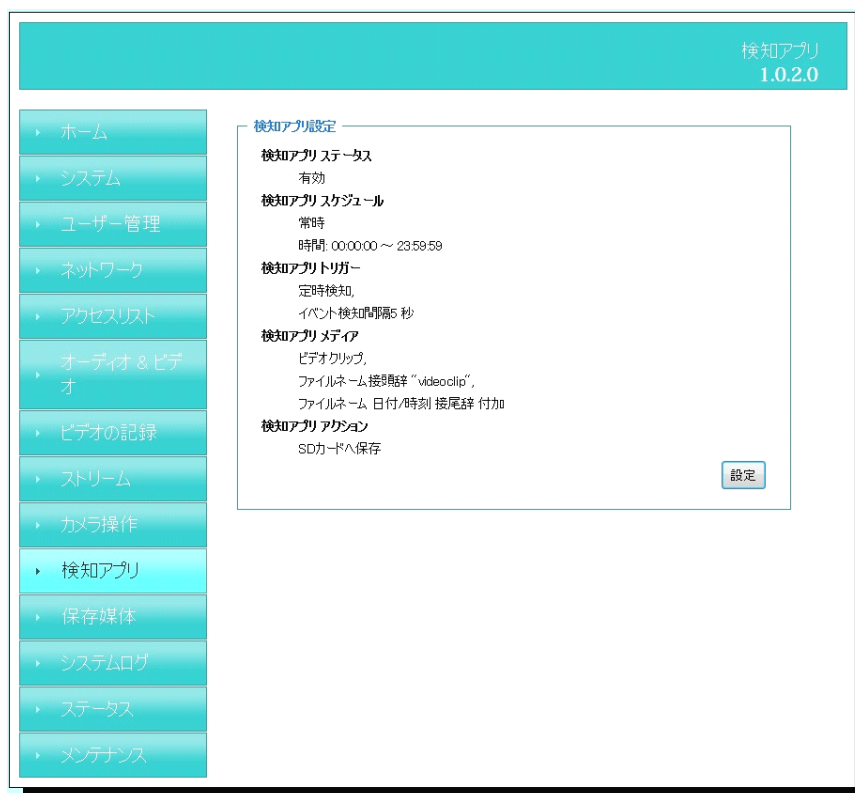 検知アプリ
1.0.2.0
ホーム
システム
ユーザー管理
ネットワーク
アクセスリスト
オーディオ & ビデ
オ
ビデオの記録
ストリーム
カメラ操作
検知アプリ
保存媒体
システムログ
ステータス
メンテナンス
検知アプリ設定
検知アプリ ステータス
有効
検知アプリ スケジュール
常時
時間: 00:00:00 ～ 23:59:59
検知アプリ トリガー
定時検知,
イベント検知間隔5 秒
検知アプリ メディア
ビデオクリップ,
ファイルネーム接頭辞 "videoclip",
ファイルネーム 日付/時刻 接尾辞 付加
検知アプリ アクション
SDカードへ保存
設定